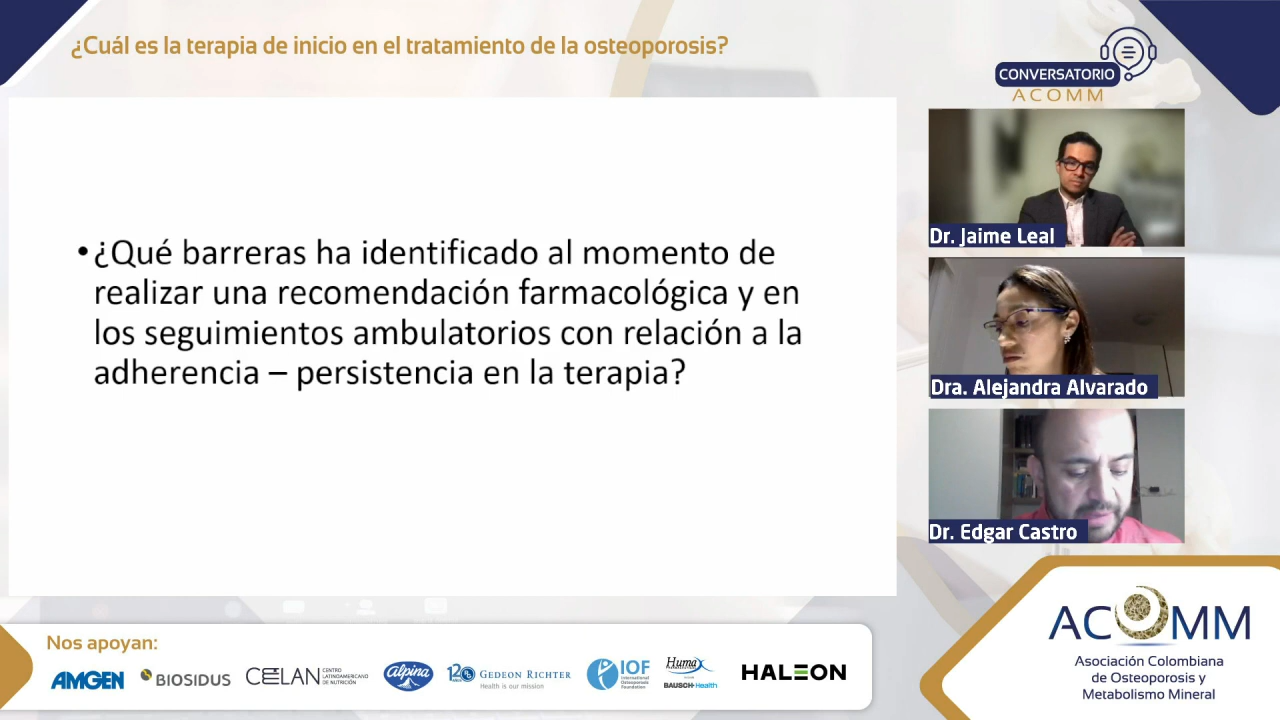 ¿Cuál es la terapia de inicio en el tratamiento de la osteoporosis?
CONVERSATORIO
ACOMM
•¿Qué barreras ha identificado al momento de
realizar una recomendación farmacológica y en
los seguimientos ambulatorios con relación a la
adherencia – persistencia en la terapia?
Dr. Jaime Leal
Dra. Alejandra Alvarado
Dr. Edgar Castro
Nos apoyan:
AMGEN
BIOSIDUS
CELAN
CENTRO
LATINOAMERICANO
DE NUTRICIÓN
Alpina
120
GEDEON RICHTER
Health is our mission
IOF
International
Osteoporosis
Foundation
Humax
BAUSCH+Health
HALEON
ACOMM
Asociación Colombiana
de Osteoporosis y
Metabolismo Mineral